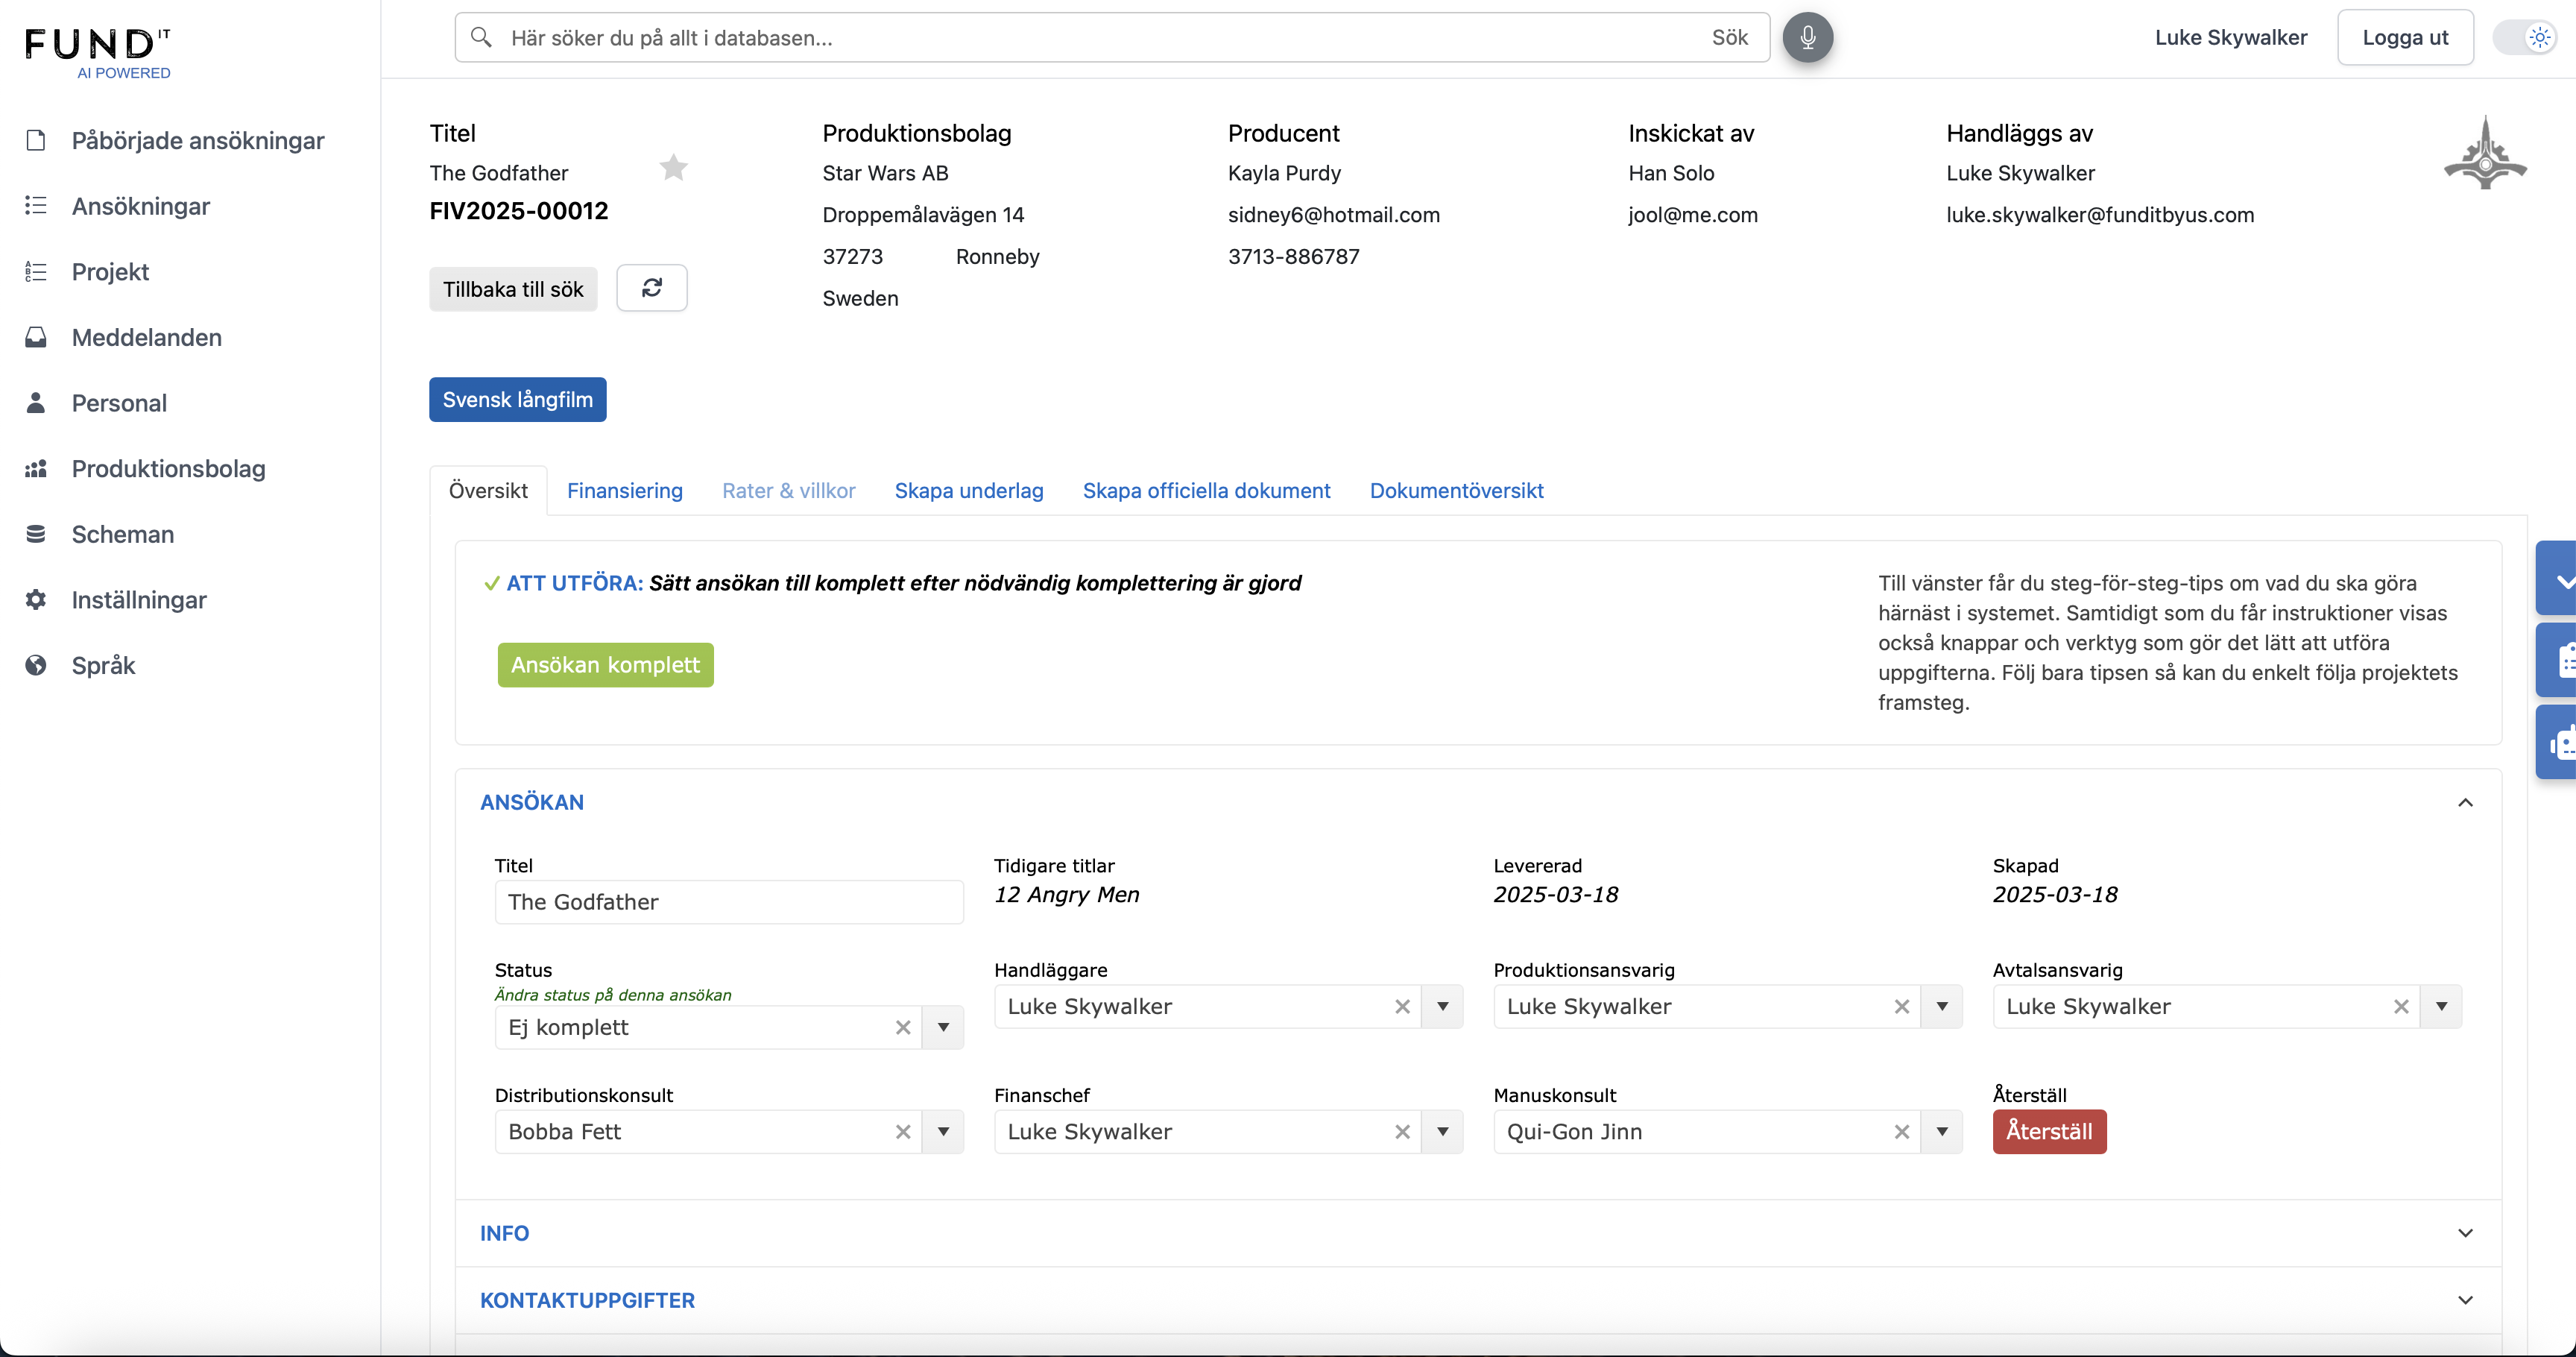 FUND IT
AI POWERED
Påbörjade ansökningar
Ansökningar
Projekt
Meddelanden
Personal
Produktionsbolag
Scheman
Inställningar
Språk
Här söker du på allt i databasen...
Sök
Luke Skywalker
Logga ut
Titel
The Godfather
FIV2025-00012
Tillbaka till sök
Produktionsbolag
Star Wars AB
Droppemålavägen 14
37273 Ronneby
Sweden
Producent
Kayla Purdy
sidney6@hotmail.com
3713-886787
Inskickat av
Han Solo
jool@me.com
Handläggs av
Luke Skywalker
luke.skywalker@funditbyus.com
Svensk långfilm
Översikt
Finansiering
Rater & villkor
Skapa underlag
Skapa officiella dokument
Dokumentöversikt
ATT UTFÖRA: Sätt ansökan till komplett efter nödvändig komplettering är gjord
Ansökan komplett
Till vänster får du steg-för-steg-tips om vad du ska göra
härnäst i systemet. Samtidigt som du får instruktioner visas
också knappar och verktyg som gör det lätt att utföra
uppgifterna. Följ bara tipsen så kan du enkelt följa projektets
framsteg.
ANSÖKAN
Titel
The Godfather
Tidigare titlar
12 Angry Men
Levererad
2025-03-18
Skapad
2025-03-18
Status
Ändra status på denna ansökan
Ej komplett
Handläggare
Luke Skywalker
Produktionsansvarig
Luke Skywalker
Avtalsansvarig
Luke Skywalker
Distributionskonsult
Bobba Fett
Finanschef
Luke Skywalker
Manuskonsult
Qui-Gon Jinn
Återställ
Återställ
INFO
KONTAKTUPPGIFTER